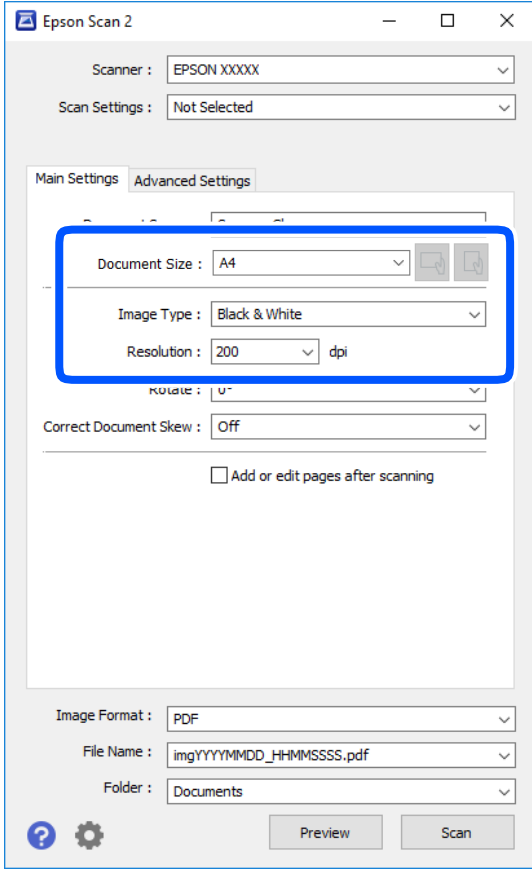 Epson Scan 2
Scanner : EPSON XXXXX
Scan Settings : Not Selected
Main Settings Advanced Settings
Document Size : A4
Image Type : Black & White
Resolution : 200 dpi
Rotate : 0°
Correct Document Skew : Off
Add or edit pages after scanning
Image Format : PDF
File Name : imgYYYYMMDD_HHMMSSSS.pdf
Folder : Documents
Preview Scan